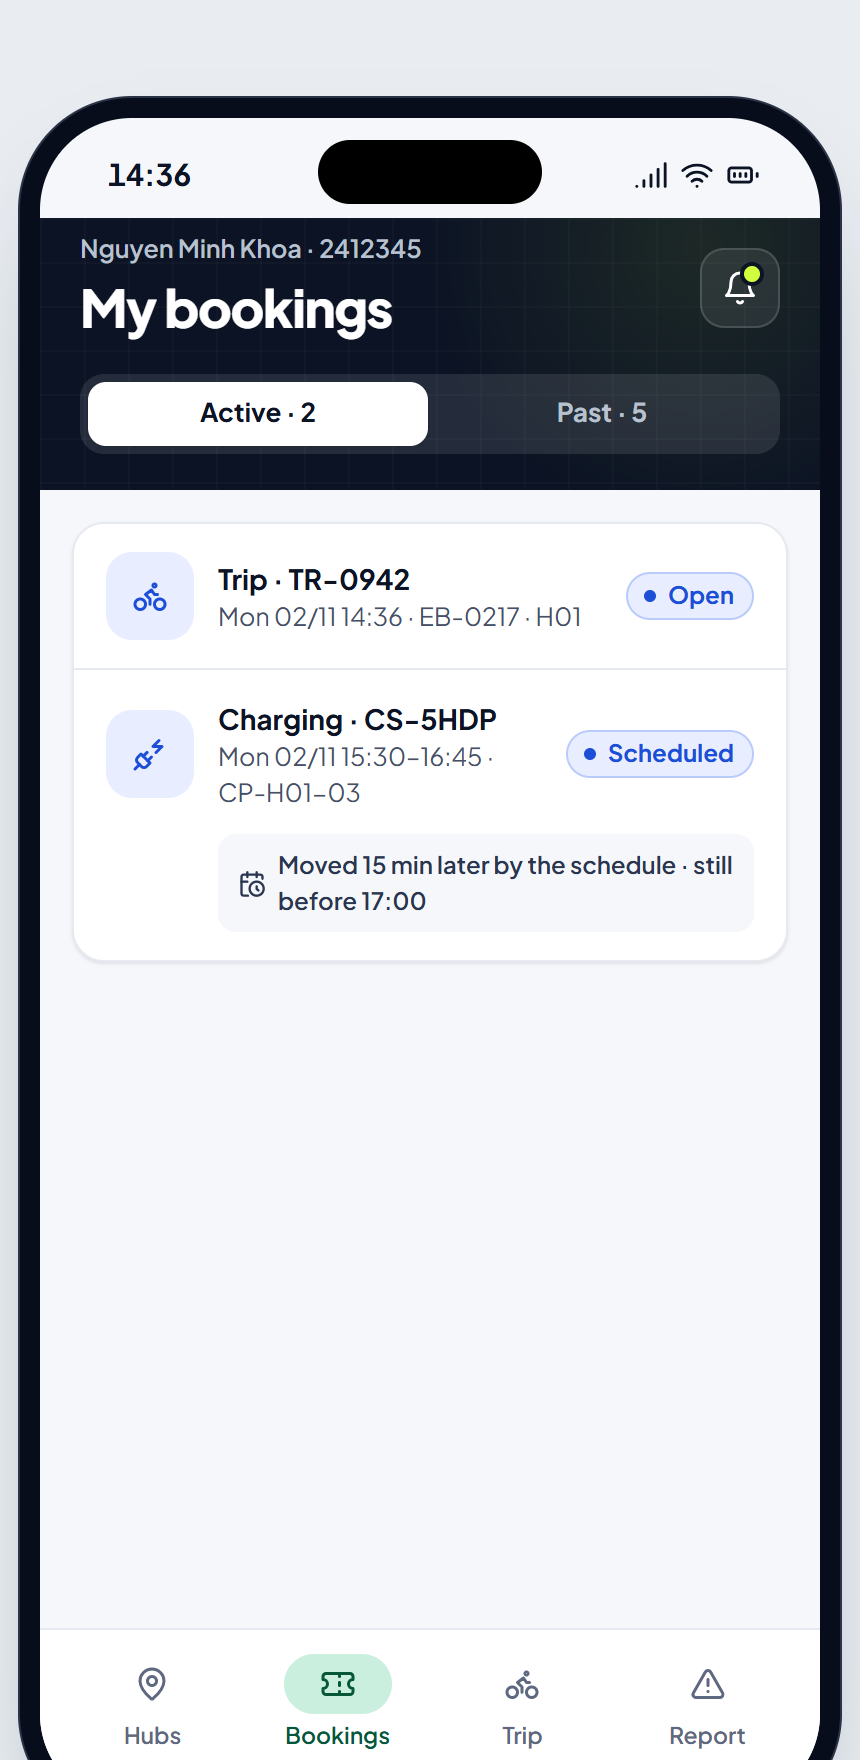 14:36
Nguyen Minh Khoa · 2412345
My bookings
Active · 2
Past · 5
Trip · TR-0942
Mon 02/11 14:36 · EB-0217 · H01
Open
Charging · CS-5HDP
Mon 02/11 15:30–16:45 ·
CP-H01-03
Scheduled
Moved 15 min later by the schedule · still
before 17:00
Hubs
Bookings
Trip
Report